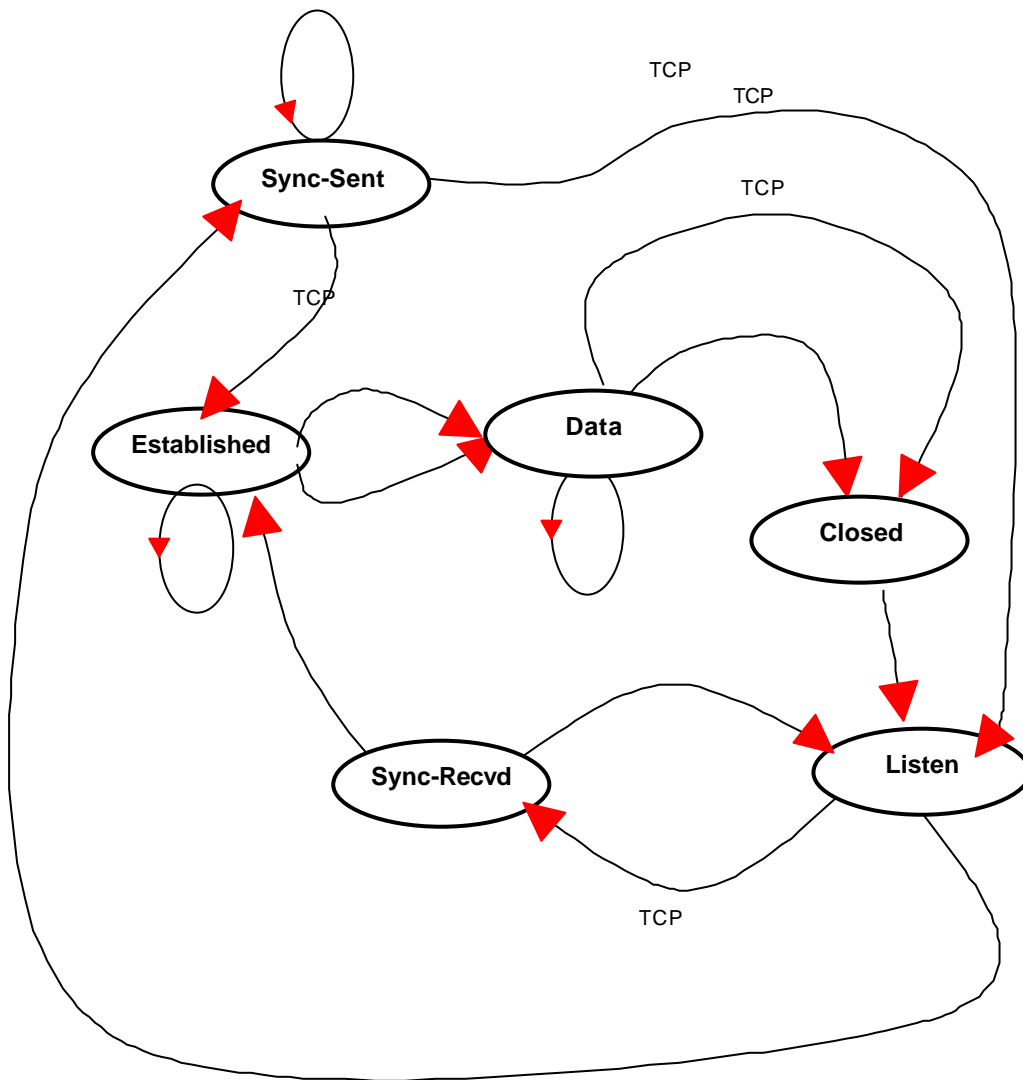 TCP
TCP
Sync-Sent
TCP
TCP
Established
Data
Closed
Sync-Recvd
Listen
TCP